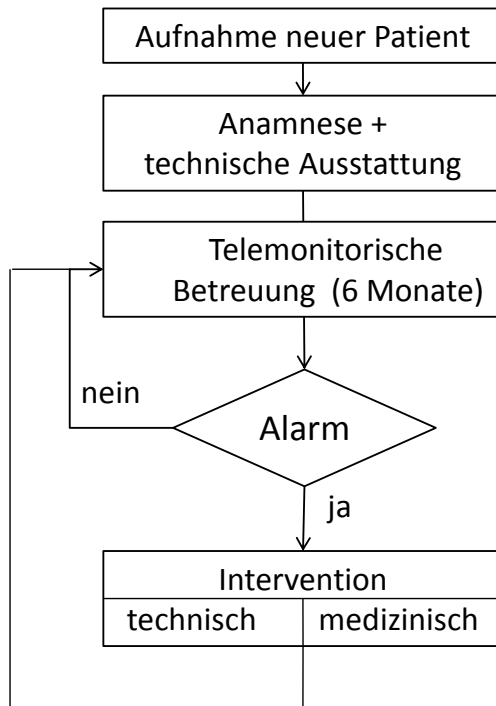 Aufnahme neuer Patient
Anamnese +
technische Ausstattung
Telemonitorische
Betreuung (6 Monate)
nein
Alarm
ja
Intervention
technisch medizinisch